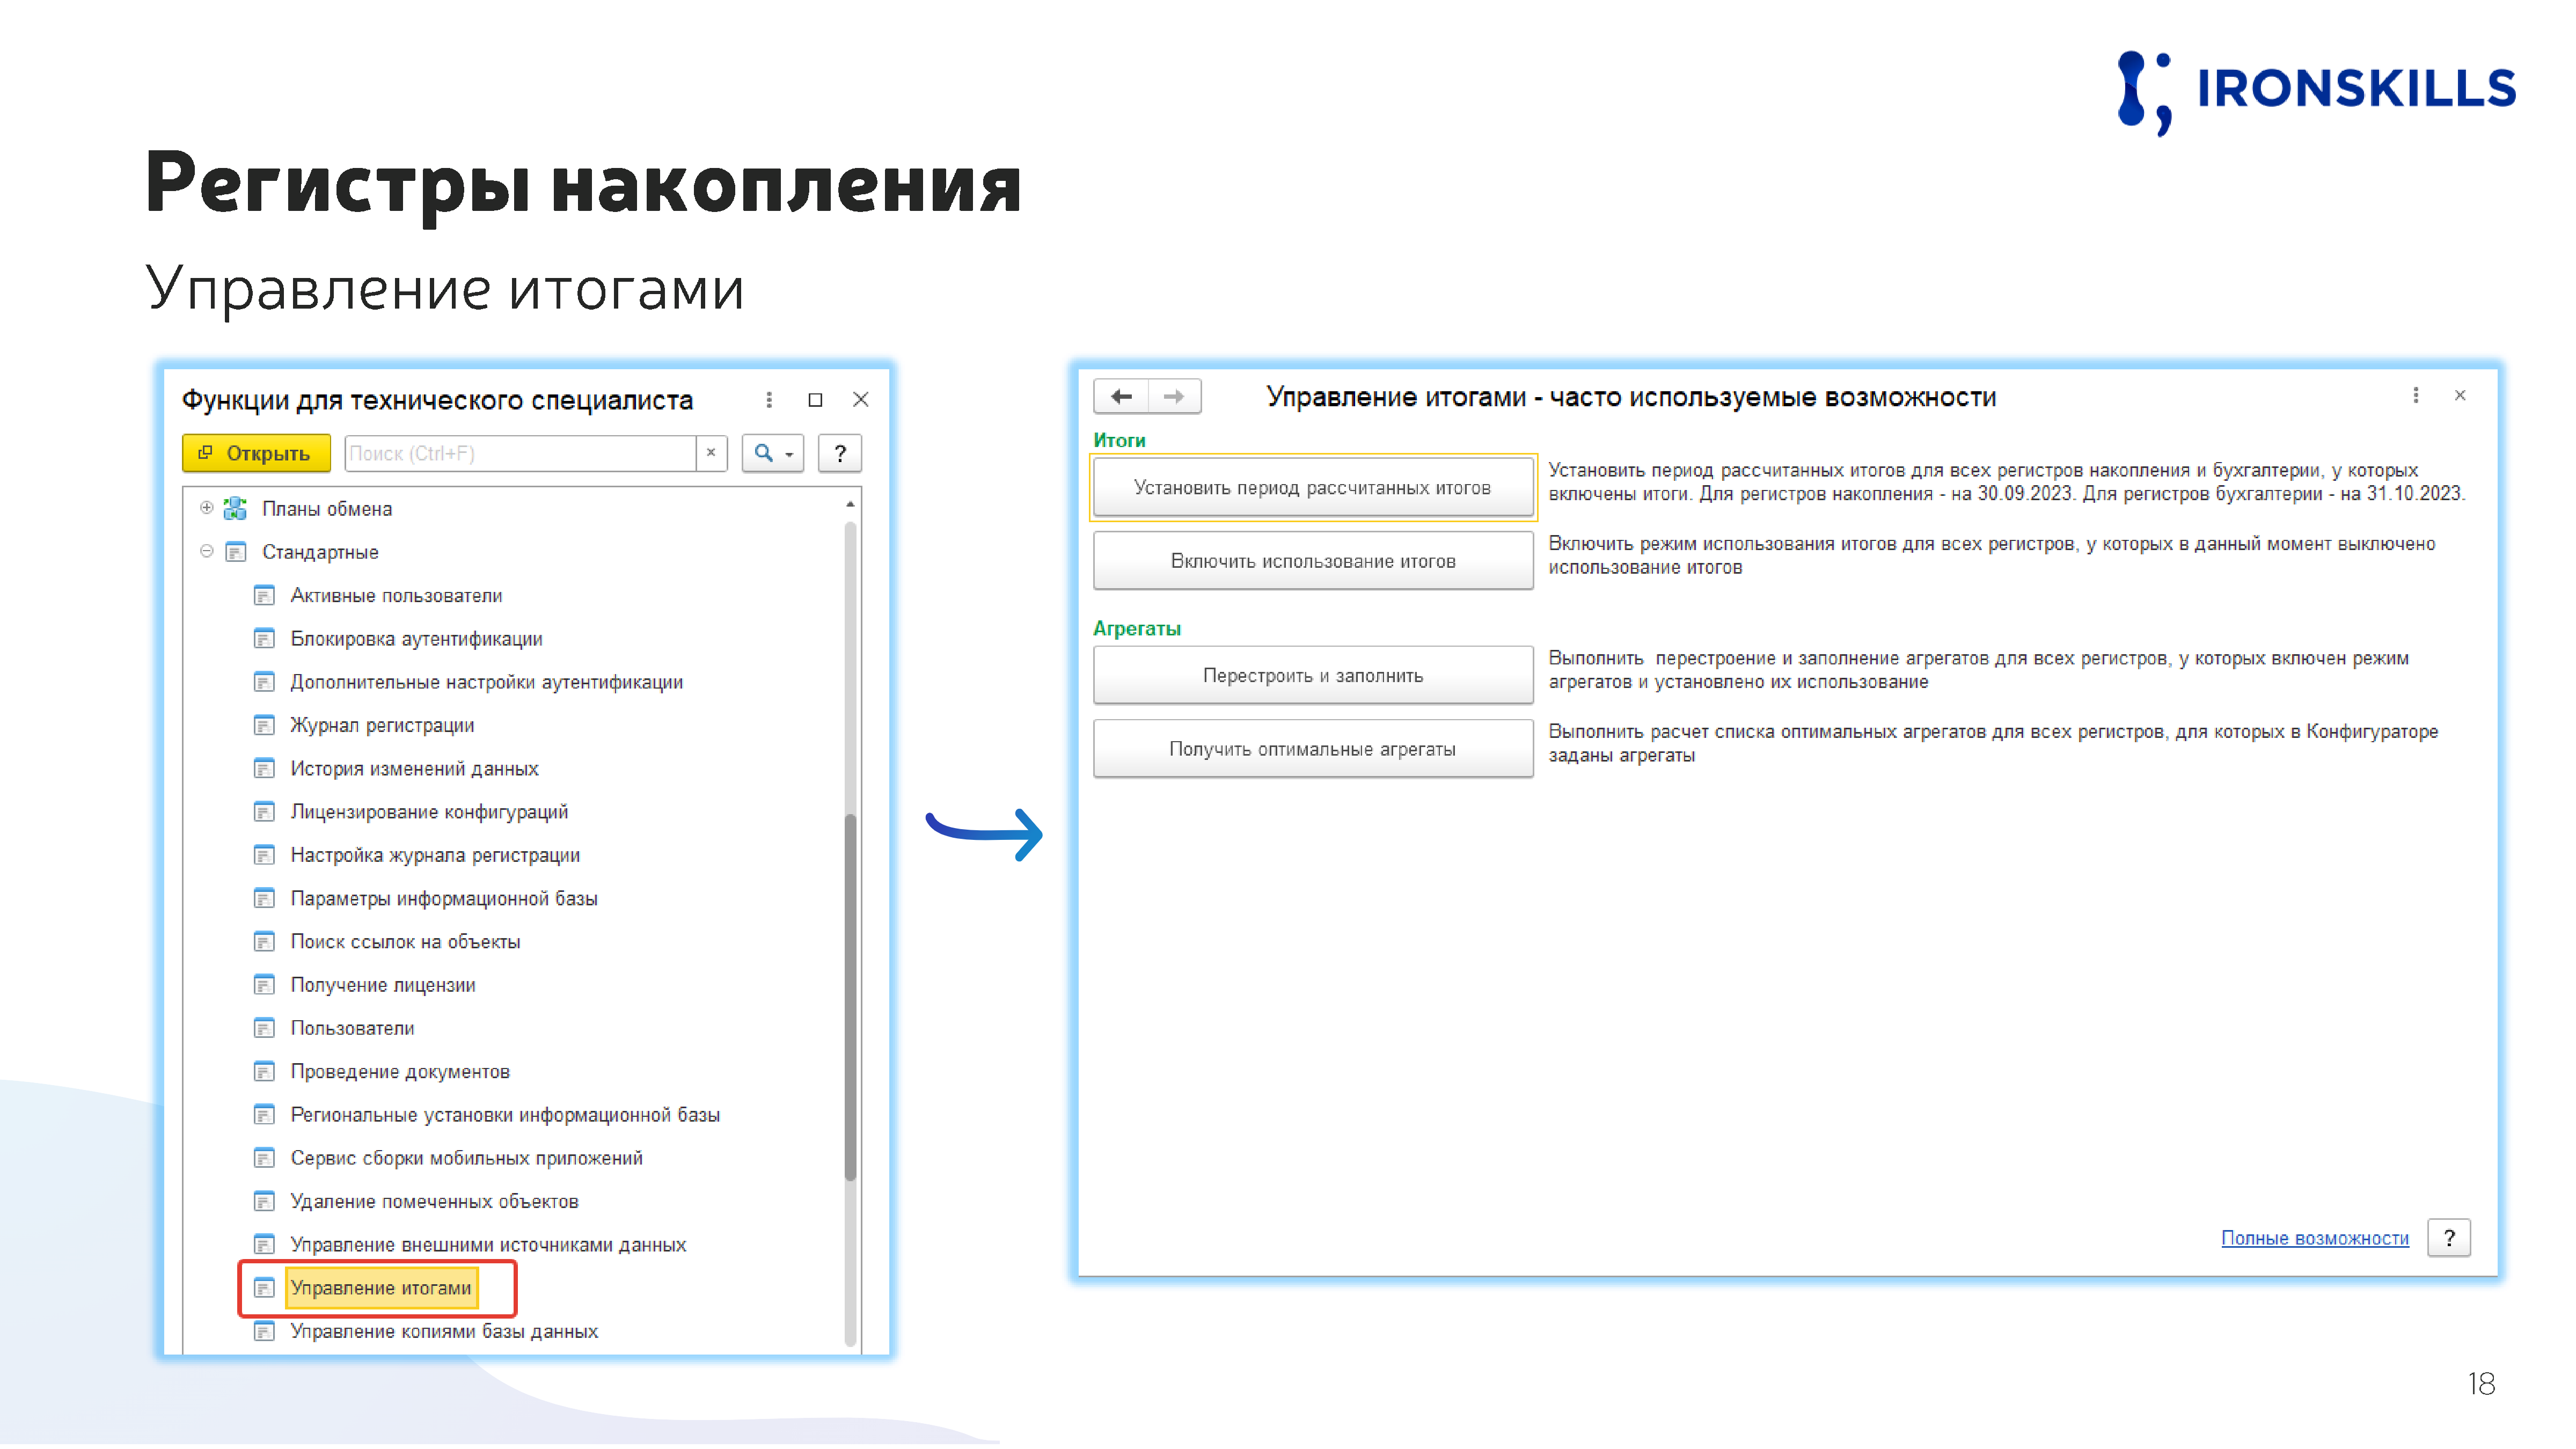 IRONSKILLS
Регистры накопления
Управление итогами
Функции для технического специалиста
Открыть
Поиск (Ctrl+F)
?
Планы обмена
Стандартные
Активные пользователи
Блокировка аутентификации
Дополнительные настройки аутентификации
Журнал регистрации
История изменений данных
Лицензирование конфигураций
Настройка журнала регистрации
Параметры информационной базы
Поиск ссылок на объекты
Получение лицензии
Пользователи
Проведение документов
Региональные установки информационной базы
Сервис сборки мобильных приложений
Удаление помеченных объектов
Управление внешними источниками данных
Управление итогами
Управление копиями базы данных
Управление итогами - часто используемые возможности
Итоги
Установить период рассчитанных итогов
Установить период рассчитанных итогов для всех регистров накопления и бухгалтерии, у которых
включены итоги. Для регистров накопления - на 30.09.2023. Для регистров бухгалтерии - на 31.10.2023.
Включить использование итогов
Включить режим использования итогов для всех регистров, у которых в данный момент выключено
использование итогов
Агрегаты
Перестроить и заполнить
Выполнить перестроение и заполнение агрегатов для всех регистров, у которых включен режим
агрегатов и установлено их использование
Получить оптимальные агрегаты
Выполнить расчет списка оптимальных агрегатов для всех регистров, для которых в Конфигураторе
заданы агрегаты
Полные возможности
?
18